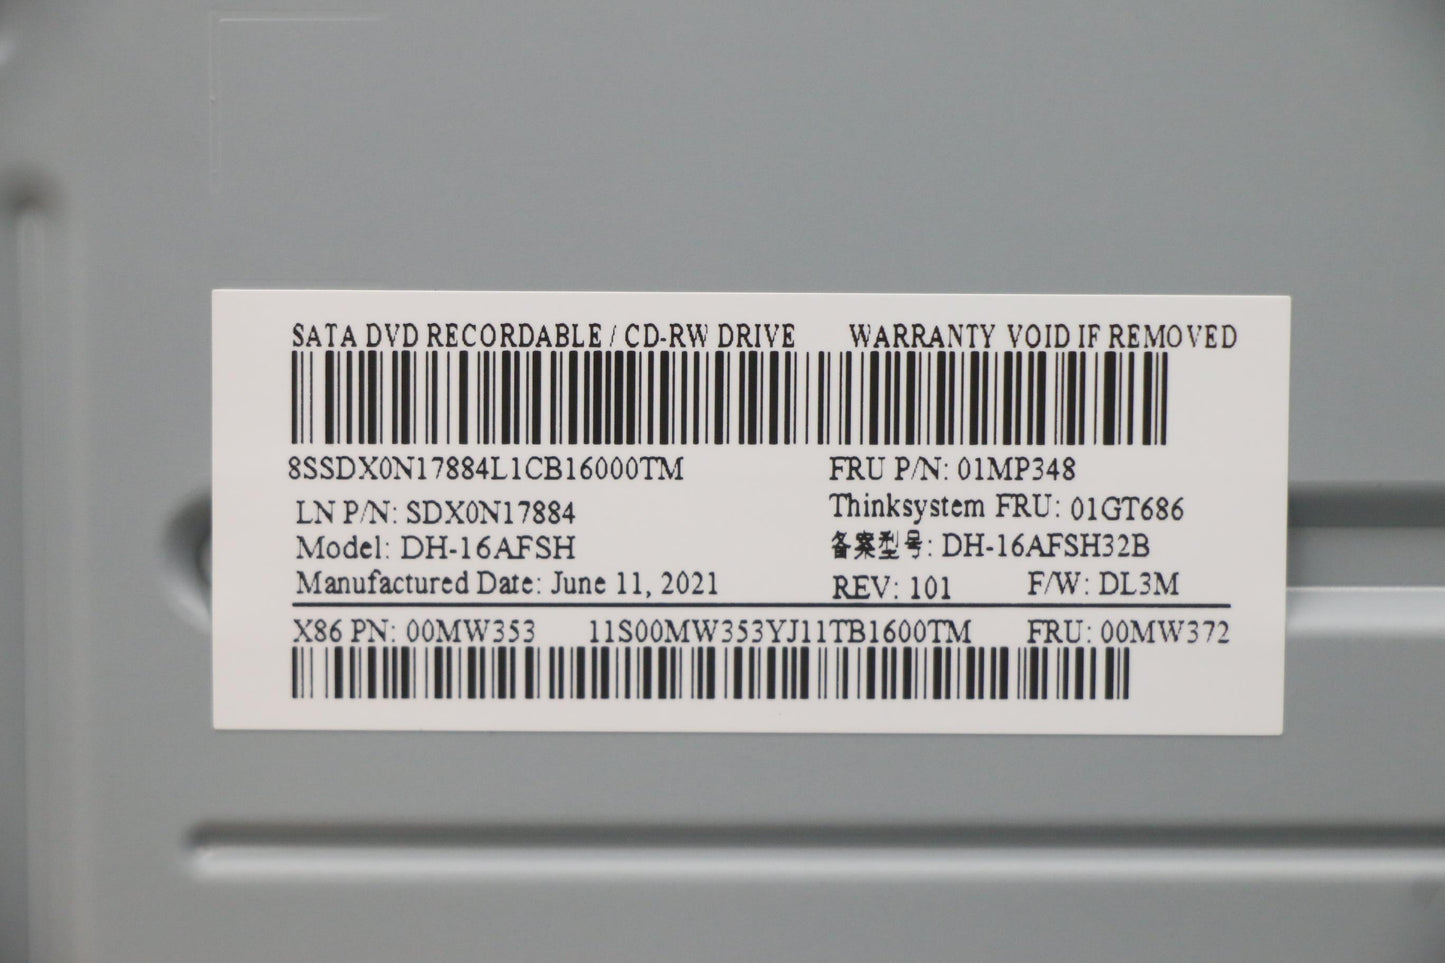 SATA DVD RECORDABLE / CD-RW DRIVE WARRANTY VOID IF REMOVED
8SSDX0N17884L1CB16000TM FRU P/N: 01MP348
LN P/N: SDX0N17884 Thinksystem FRU: 01GT686
Model: DH-16AFSH 备案型号: DH-16AFSH32B
Manufactured Date: June 11, 2021 REV: 101 F/W: DL3M
X86 PN: 00MW353 11S00MW353YJ11TB1600TM FRU: 00MW372